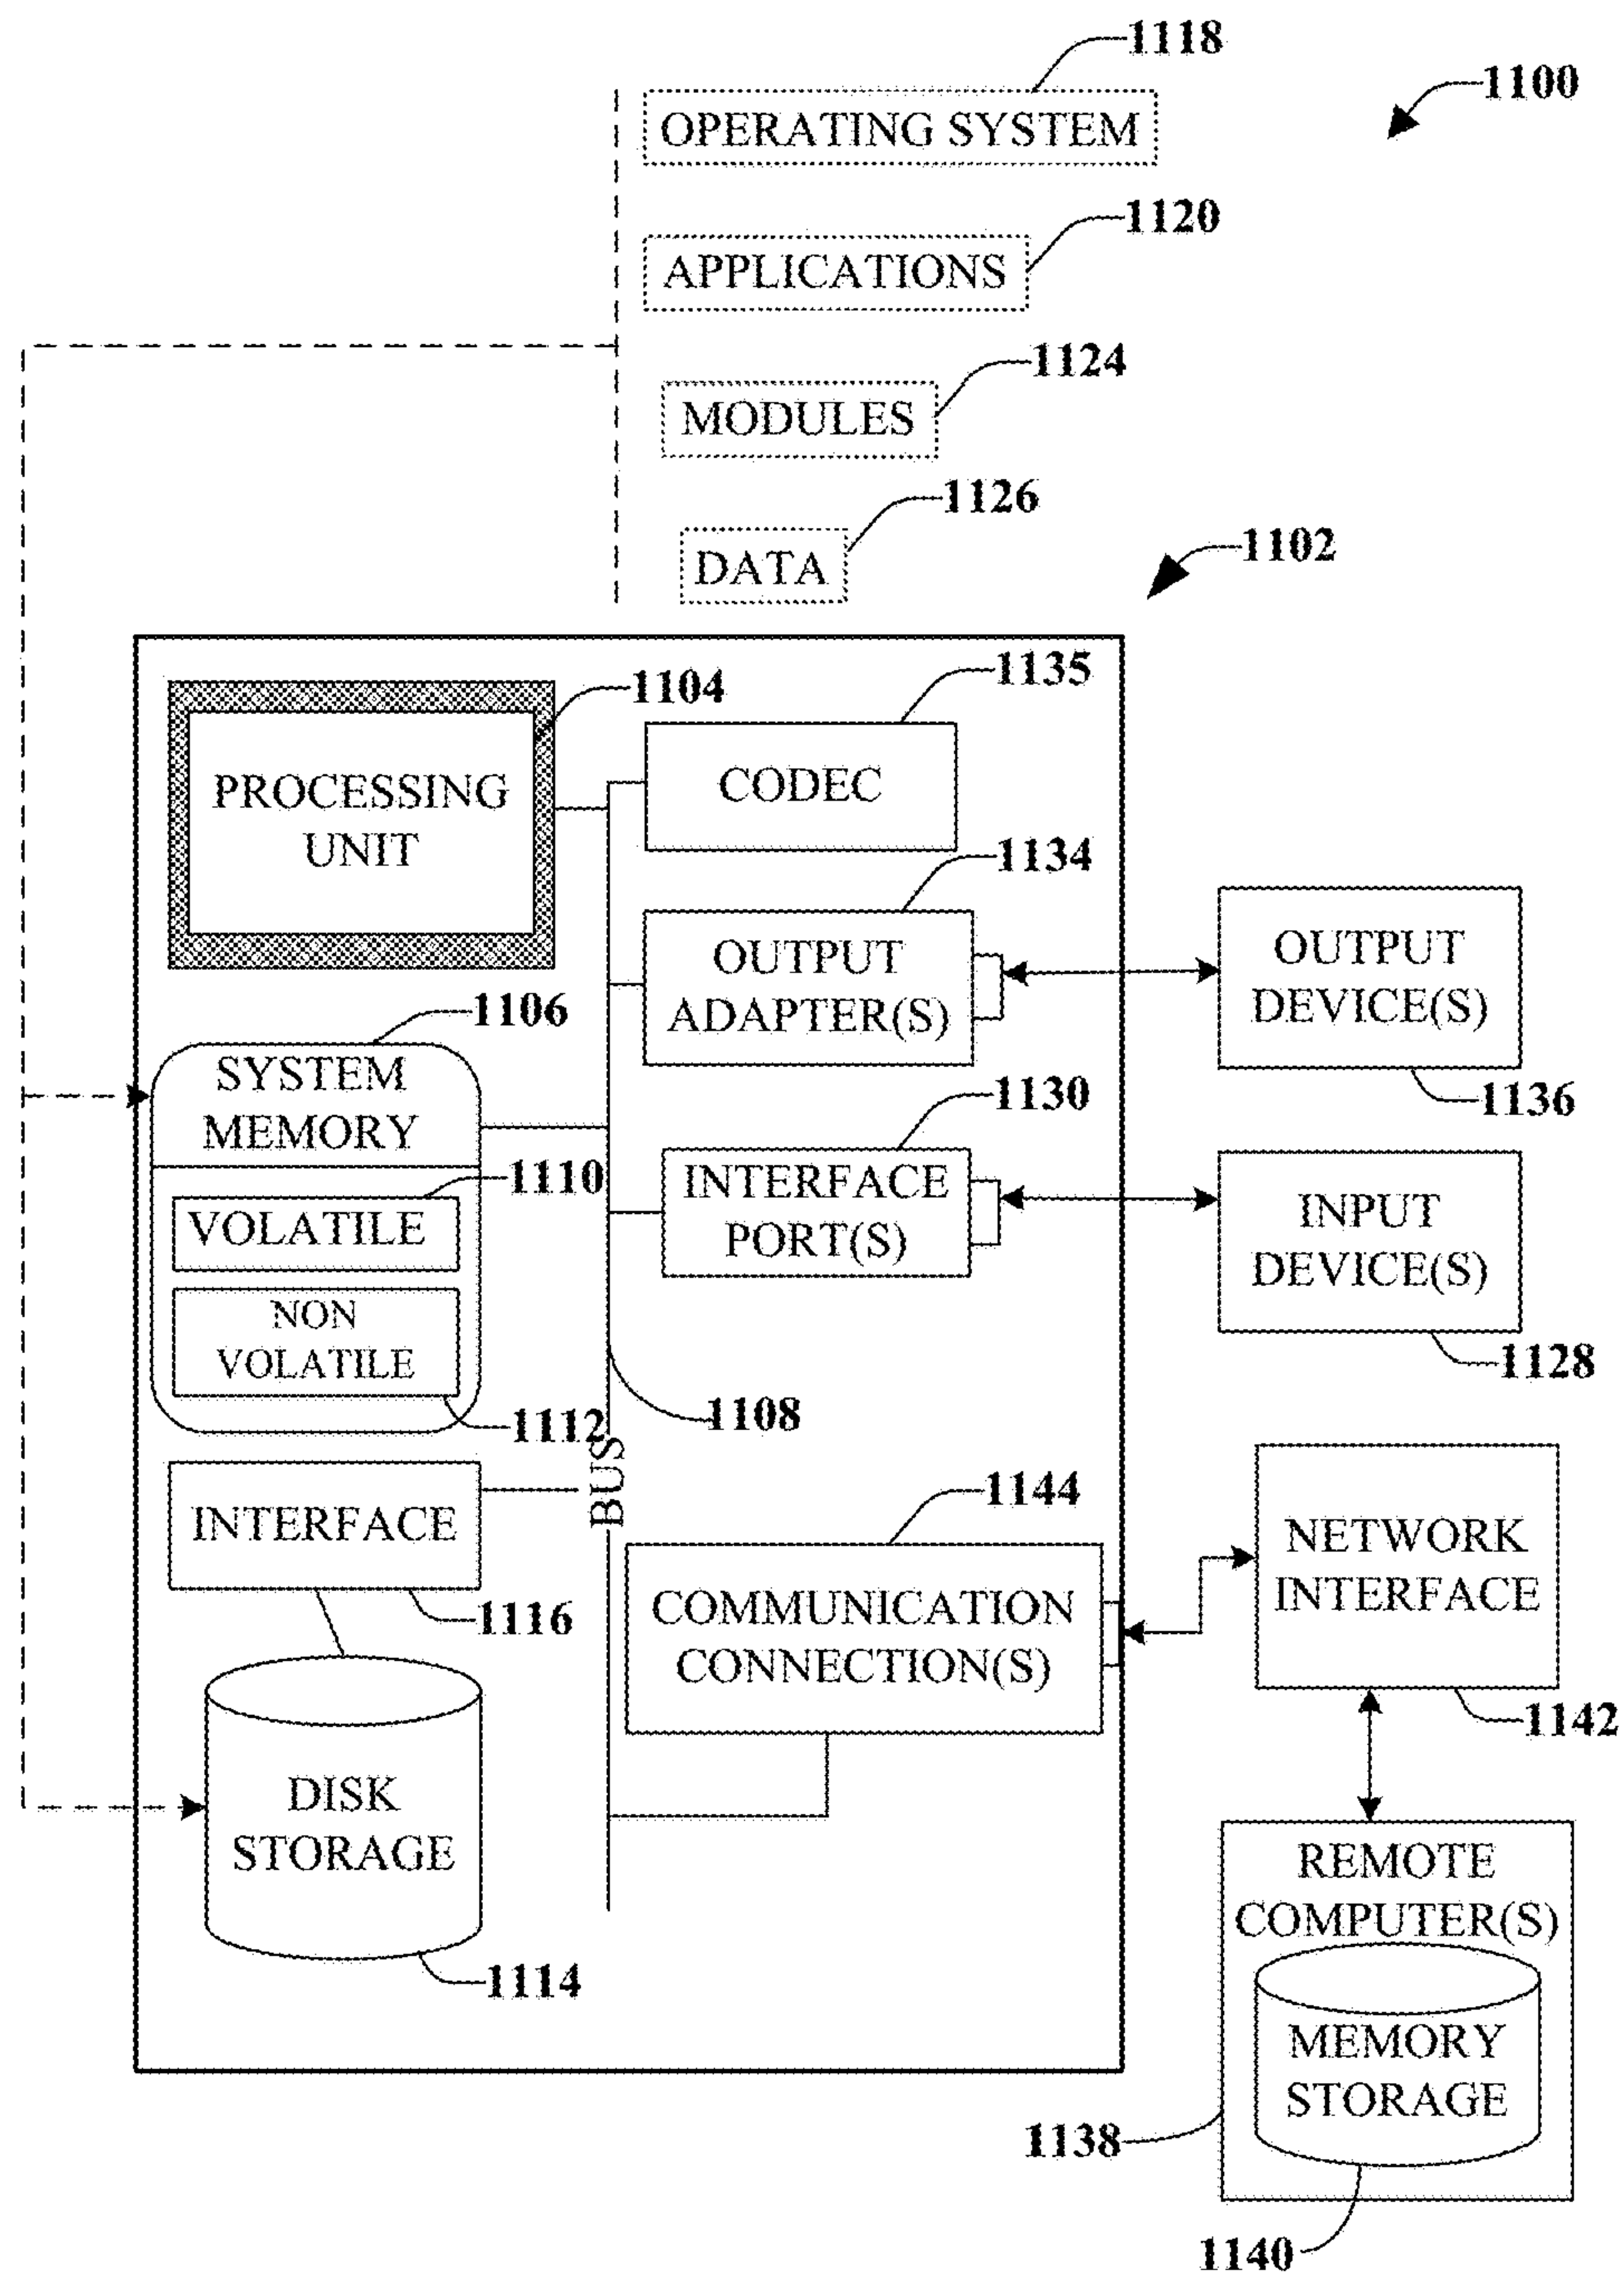 1118
1100
OPERATING SYSTEM
1120
APPLICATIONS
1124
MODULES
1126
DATA
1102
1135
1104
CODEC
PROCESSING
UNIT
1134
OUTPUT
ADAPTER(S)
OUTPUT
DEVICE(S)
1136
1106
SYSTEM
MEMORY
1130
INTERFACE
PORT(S)
INPUT
DEVICE(S)
1128
1110
VOLATILE
NON
VOLATILE
1112
1108
BUS
INTERFACE
1116
1144
COMMUNICATION
CONNECTION(S)
NETWORK
INTERFACE
1142
DISK
STORAGE
1114
REMOTE
COMPUTER(S)
MEMORY
STORAGE
1138
1140